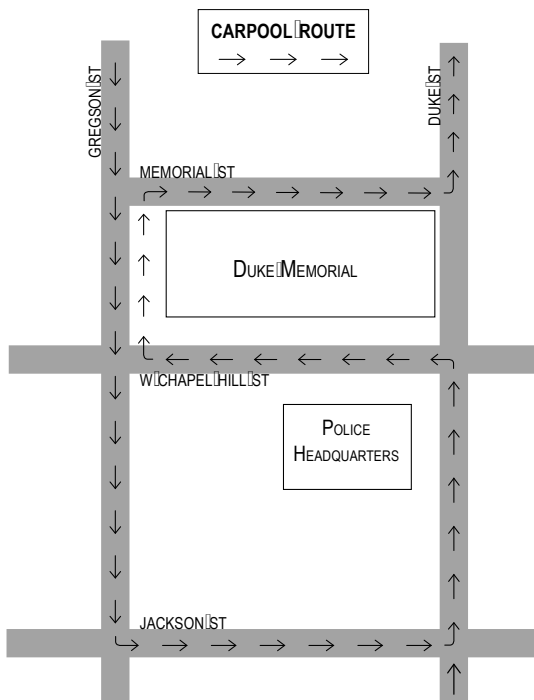 CARPOOL ROUTE
GREGSON ST
DUKE ST
MEMORIAL ST
DUKE MEMORIAL
W CHAPEL HILL ST
POLICE
HEADQUARTERS
JACKSON ST